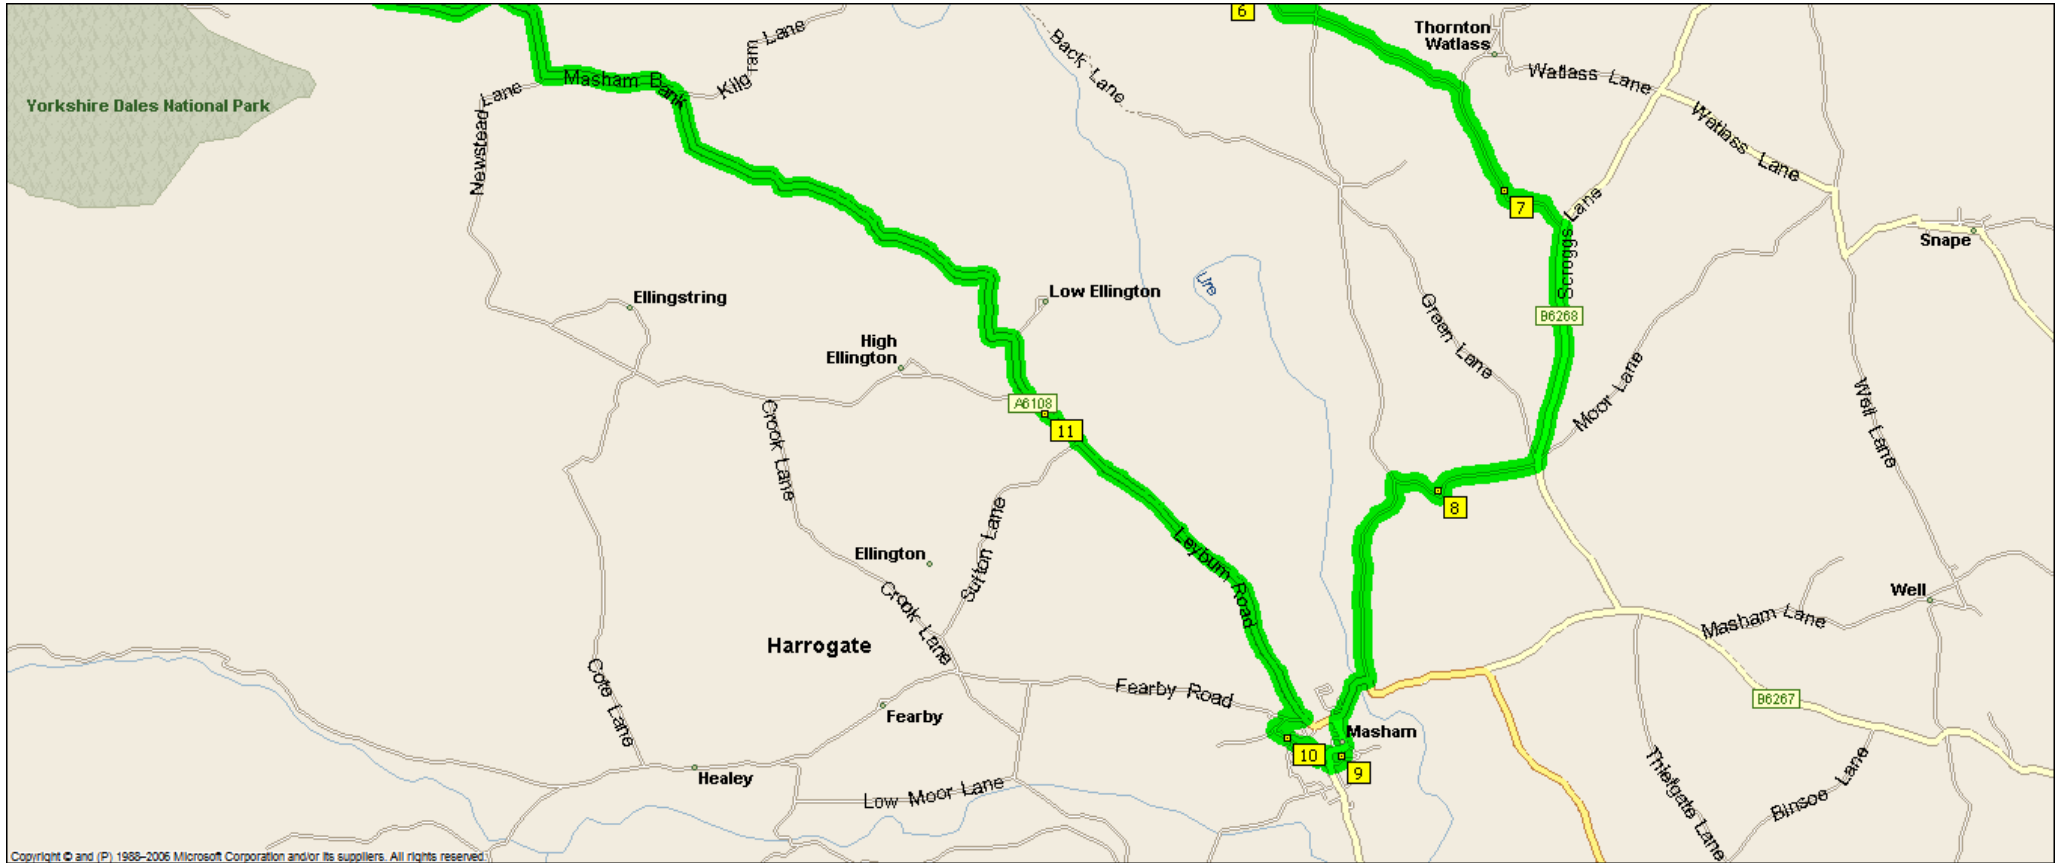 6
Thornton
Watlass
Kilgram Lane
Back Lane
Watlass Lane
Newstead Lane
Masham Bank
Yorkshire Dales National Park
Watlass Lane
7
Scroggs Lane
Snape
Ure
Ellingstring
Low Ellington
B6268
Green Lane
High
Ellington
Moor Lane
A6108
Crook Lane
11
Well Lane
8
Sutton Lane
Leyburn Road
Ellington
Crook Lane
Well
Masham Lane
Harrogate
Cote Lane
Fearby Road
B6267
Fearby
Masham
10
9
Healey
Low Moor Lane
Thiefgate Lane
Binsoe Lane
Copyright © and (P) 1988–2006 Microsoft Corporation and/or its suppliers. All rights reserved.